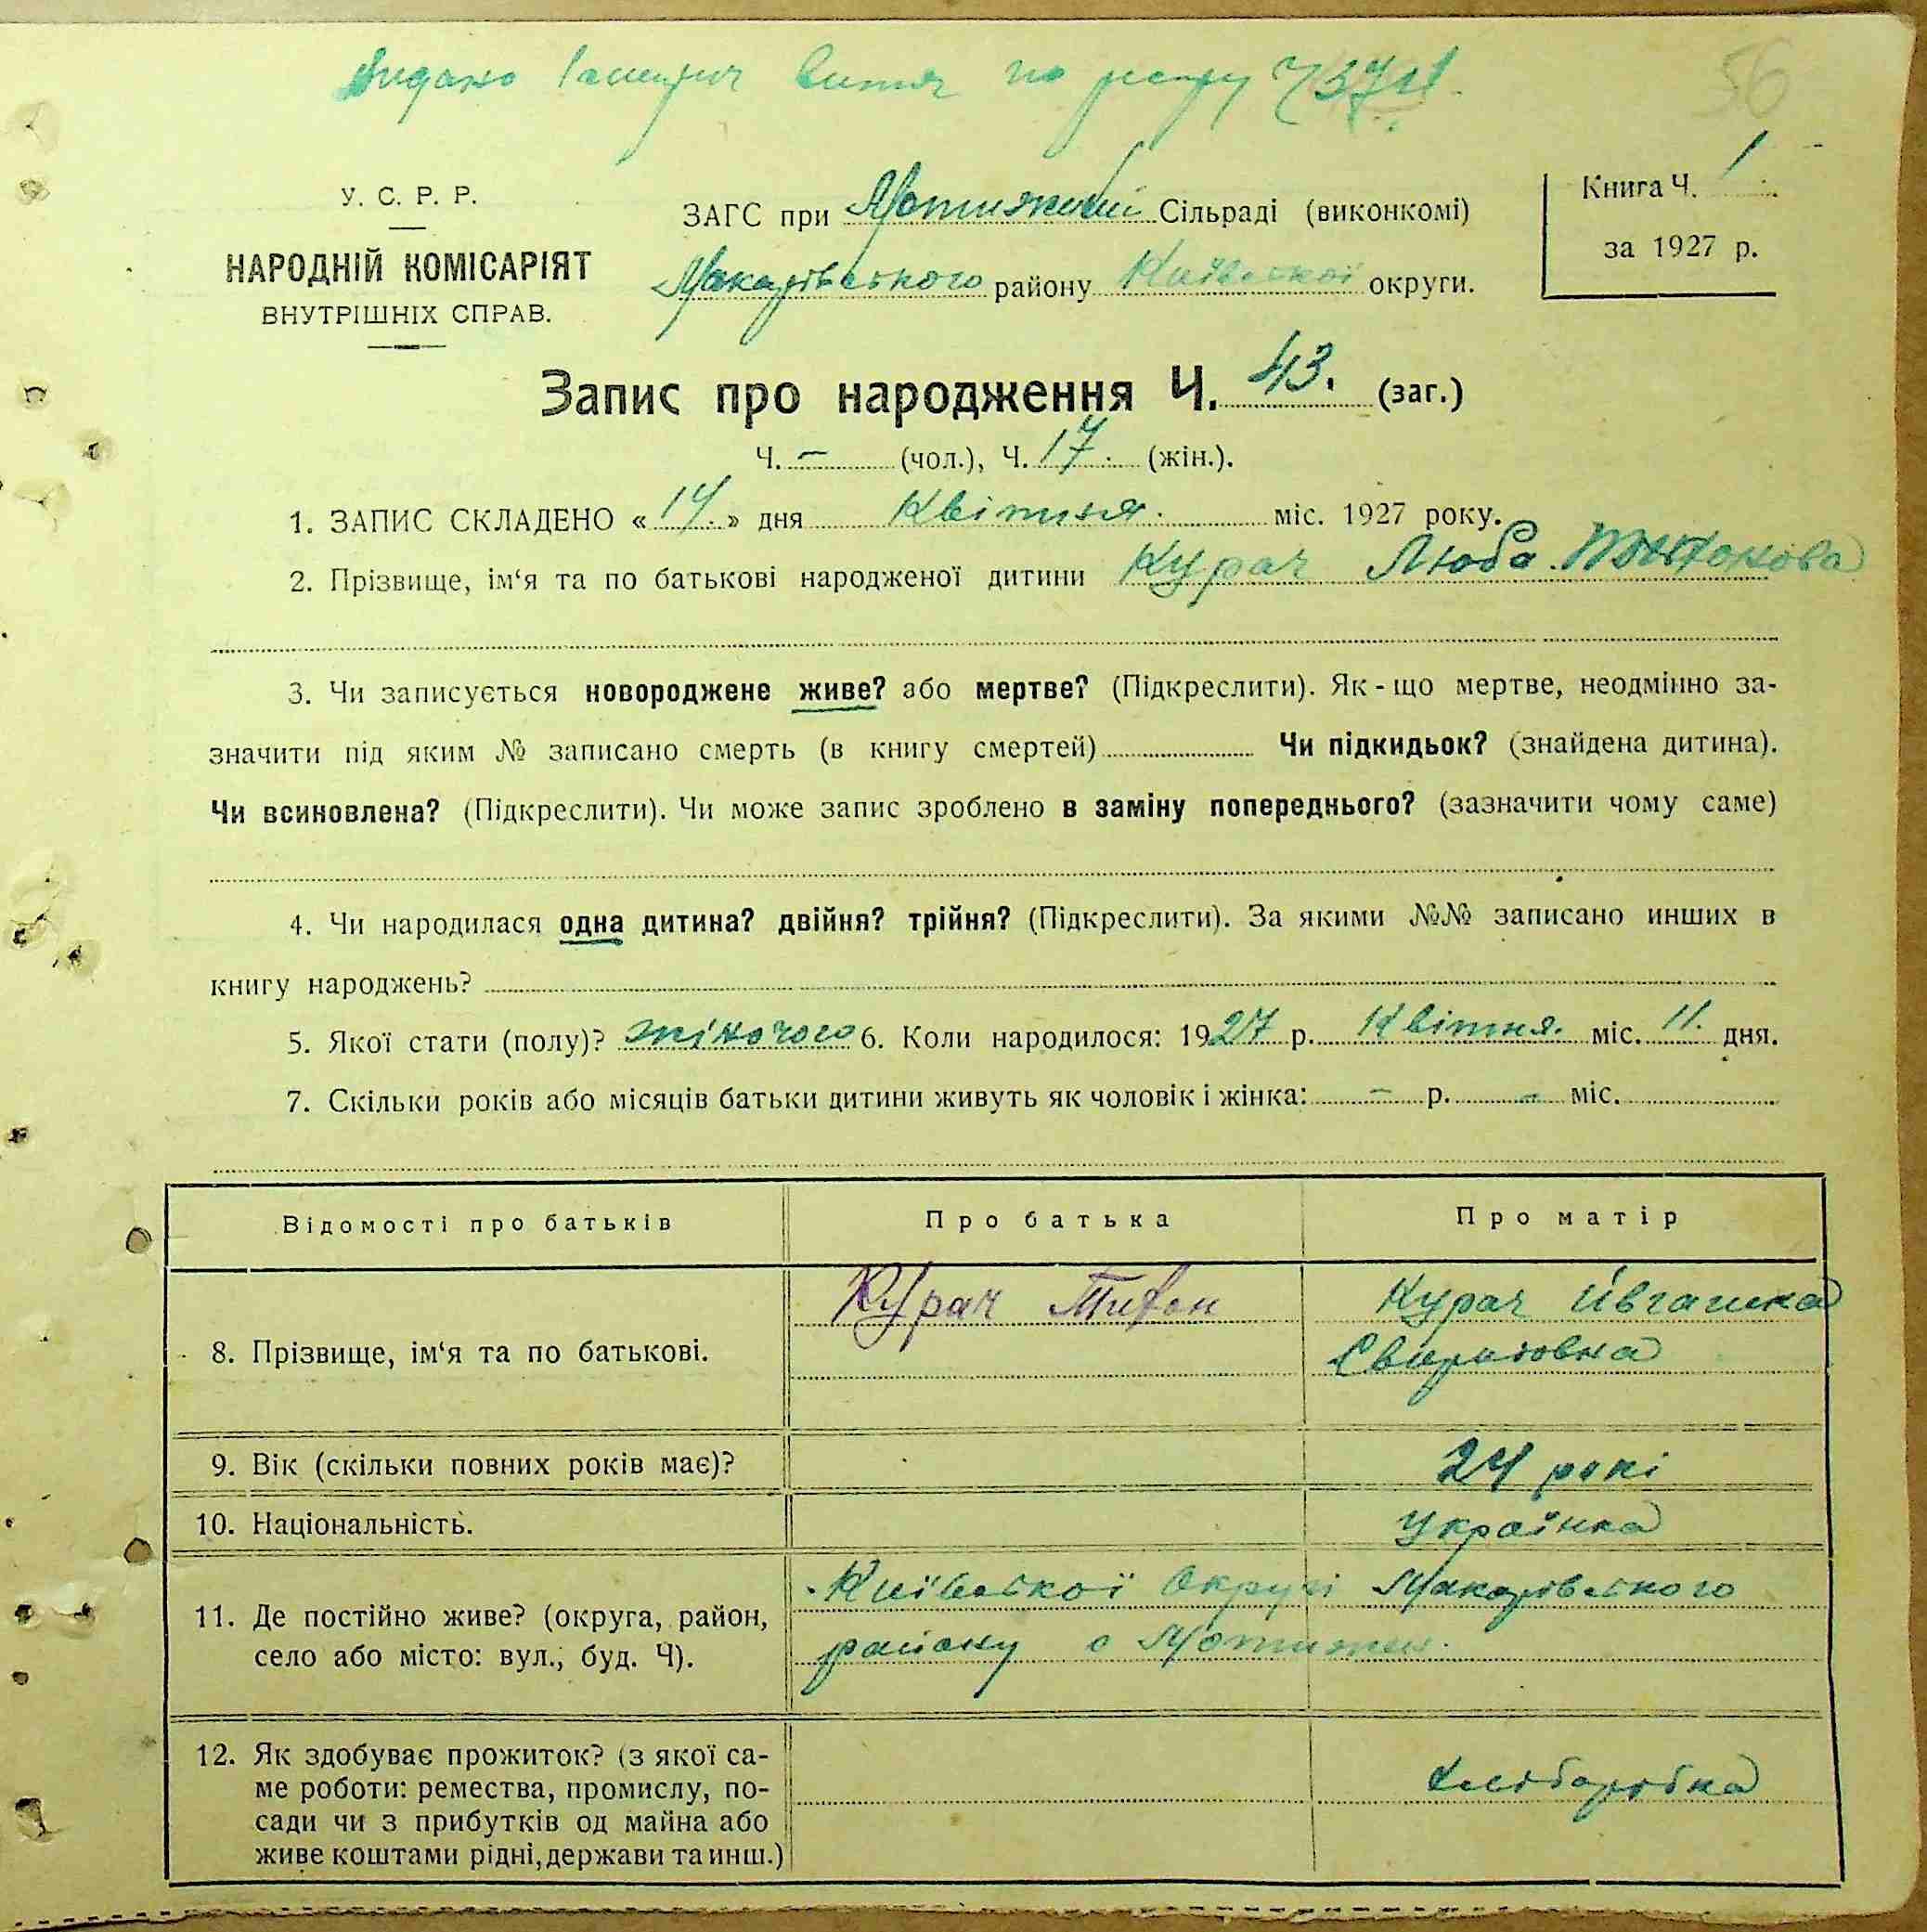 Видано виття по реєстру
56
У. С. Р. Р.
НАРОДНІЙ КОМІСАРІЯТ
ВНУТРІШНІХ СПРАВ.
ЗАГС при Мотижській Сільраді (виконкомі)
Макарівського району Київської округи.
Книга Ч. 1
за 1927 р.
Запис про народження Ч. 43. (заг.)
Ч. – (чол.), Ч. 17. (жін.).
1. ЗАПИС СКЛАДЕНО «14.» дня Квітня. міс. 1927 року.
2. Прізвище, ім‘я та по батькові народженої дитини Курач Люба
3. Чи записується новороджене живе? або мертве? (Підкреслити). Як-що мертве, неодмінно за-
значити під яким № записано смерть (в книгу смертей) Чи підкидьок? (знайдена дитина).
Чи всиновлена? (Підкреслити). Чи може запис зроблено в заміну попереднього? (зазначити чому саме)
4. Чи народилася одна дитина? двійня? трійня? (Підкреслити). За якими №№ записано инших в
книгу народжень?
5. Якої стати (полу)? жіночого 6. Коли народилося: 1927 р. Квітня. міс. 11. дня.
7. Скільки років або місяців батьки дитини живуть як чоловік і жінка: – р. – міс.
Відомості про батьків Про батька Про матір
8. Прізвище, ім‘я та по батькові. Курач Тифон Курач Ивгашка
Свиридовна
9. Вік (скільки повних років має)? 24 рокі
10. Національність. Українка
11. Де постійно живе? (округа, район,
село або місто: вул., буд. Ч).
Київської Округі Макарівського
району с Мотижин.
12. Як здобуває прожиток? (з якої са-
ме роботи: ремества, промислу, по-
сади чи з прибутків од майна або
живе коштами рідні, держави та инш.)
хлібробка